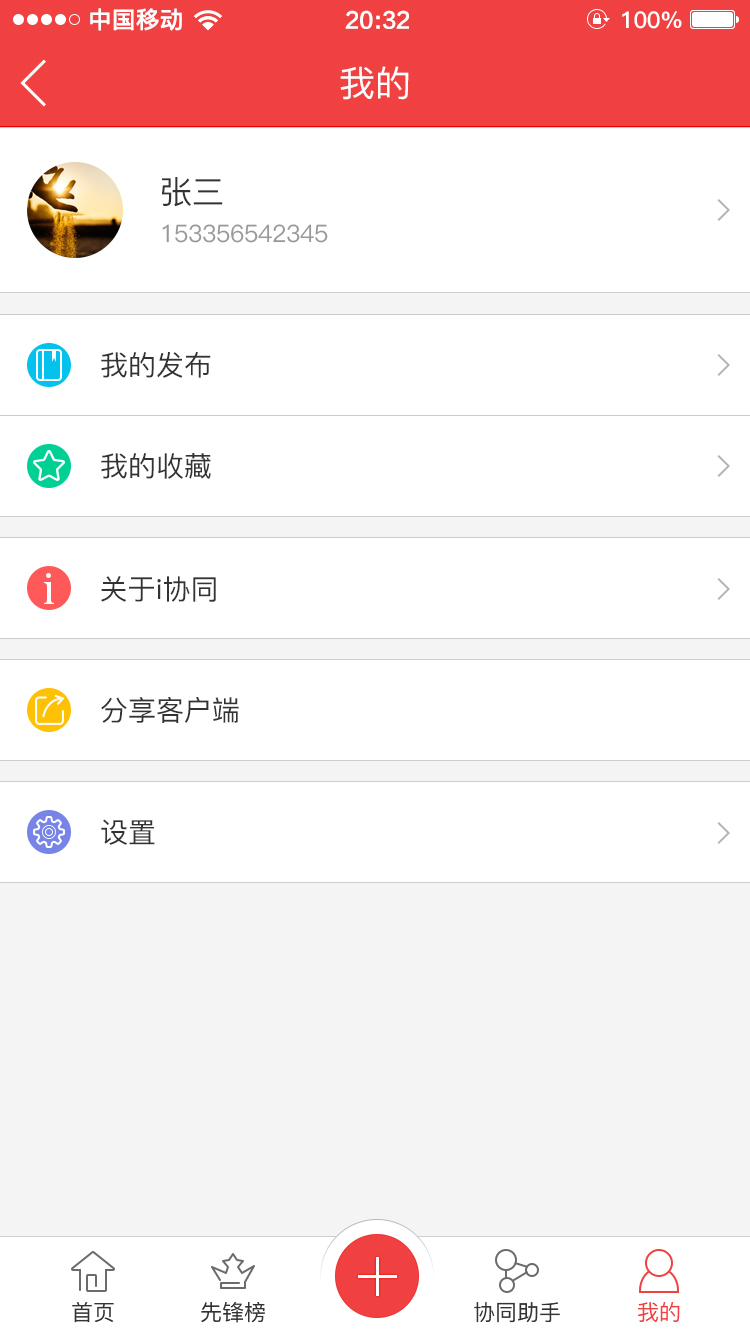 中国移动 20:32 100%
我的
张三
153356542345
我的发布
我的收藏
关于i协同
分享客户端
设置
首页 先锋榜 协同助手 我的